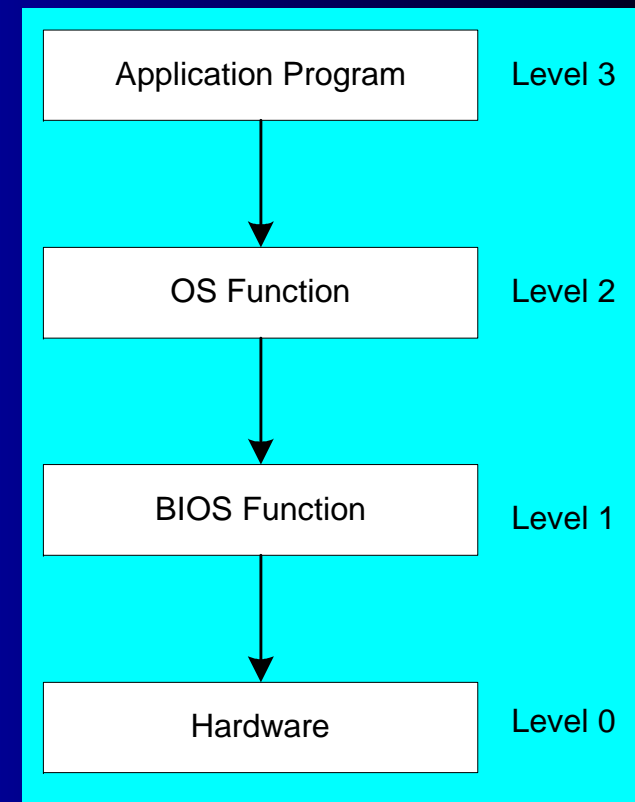 Application Program Level 3
OS Function Level 2
BIOS Function Level 1
Hardware Level 0